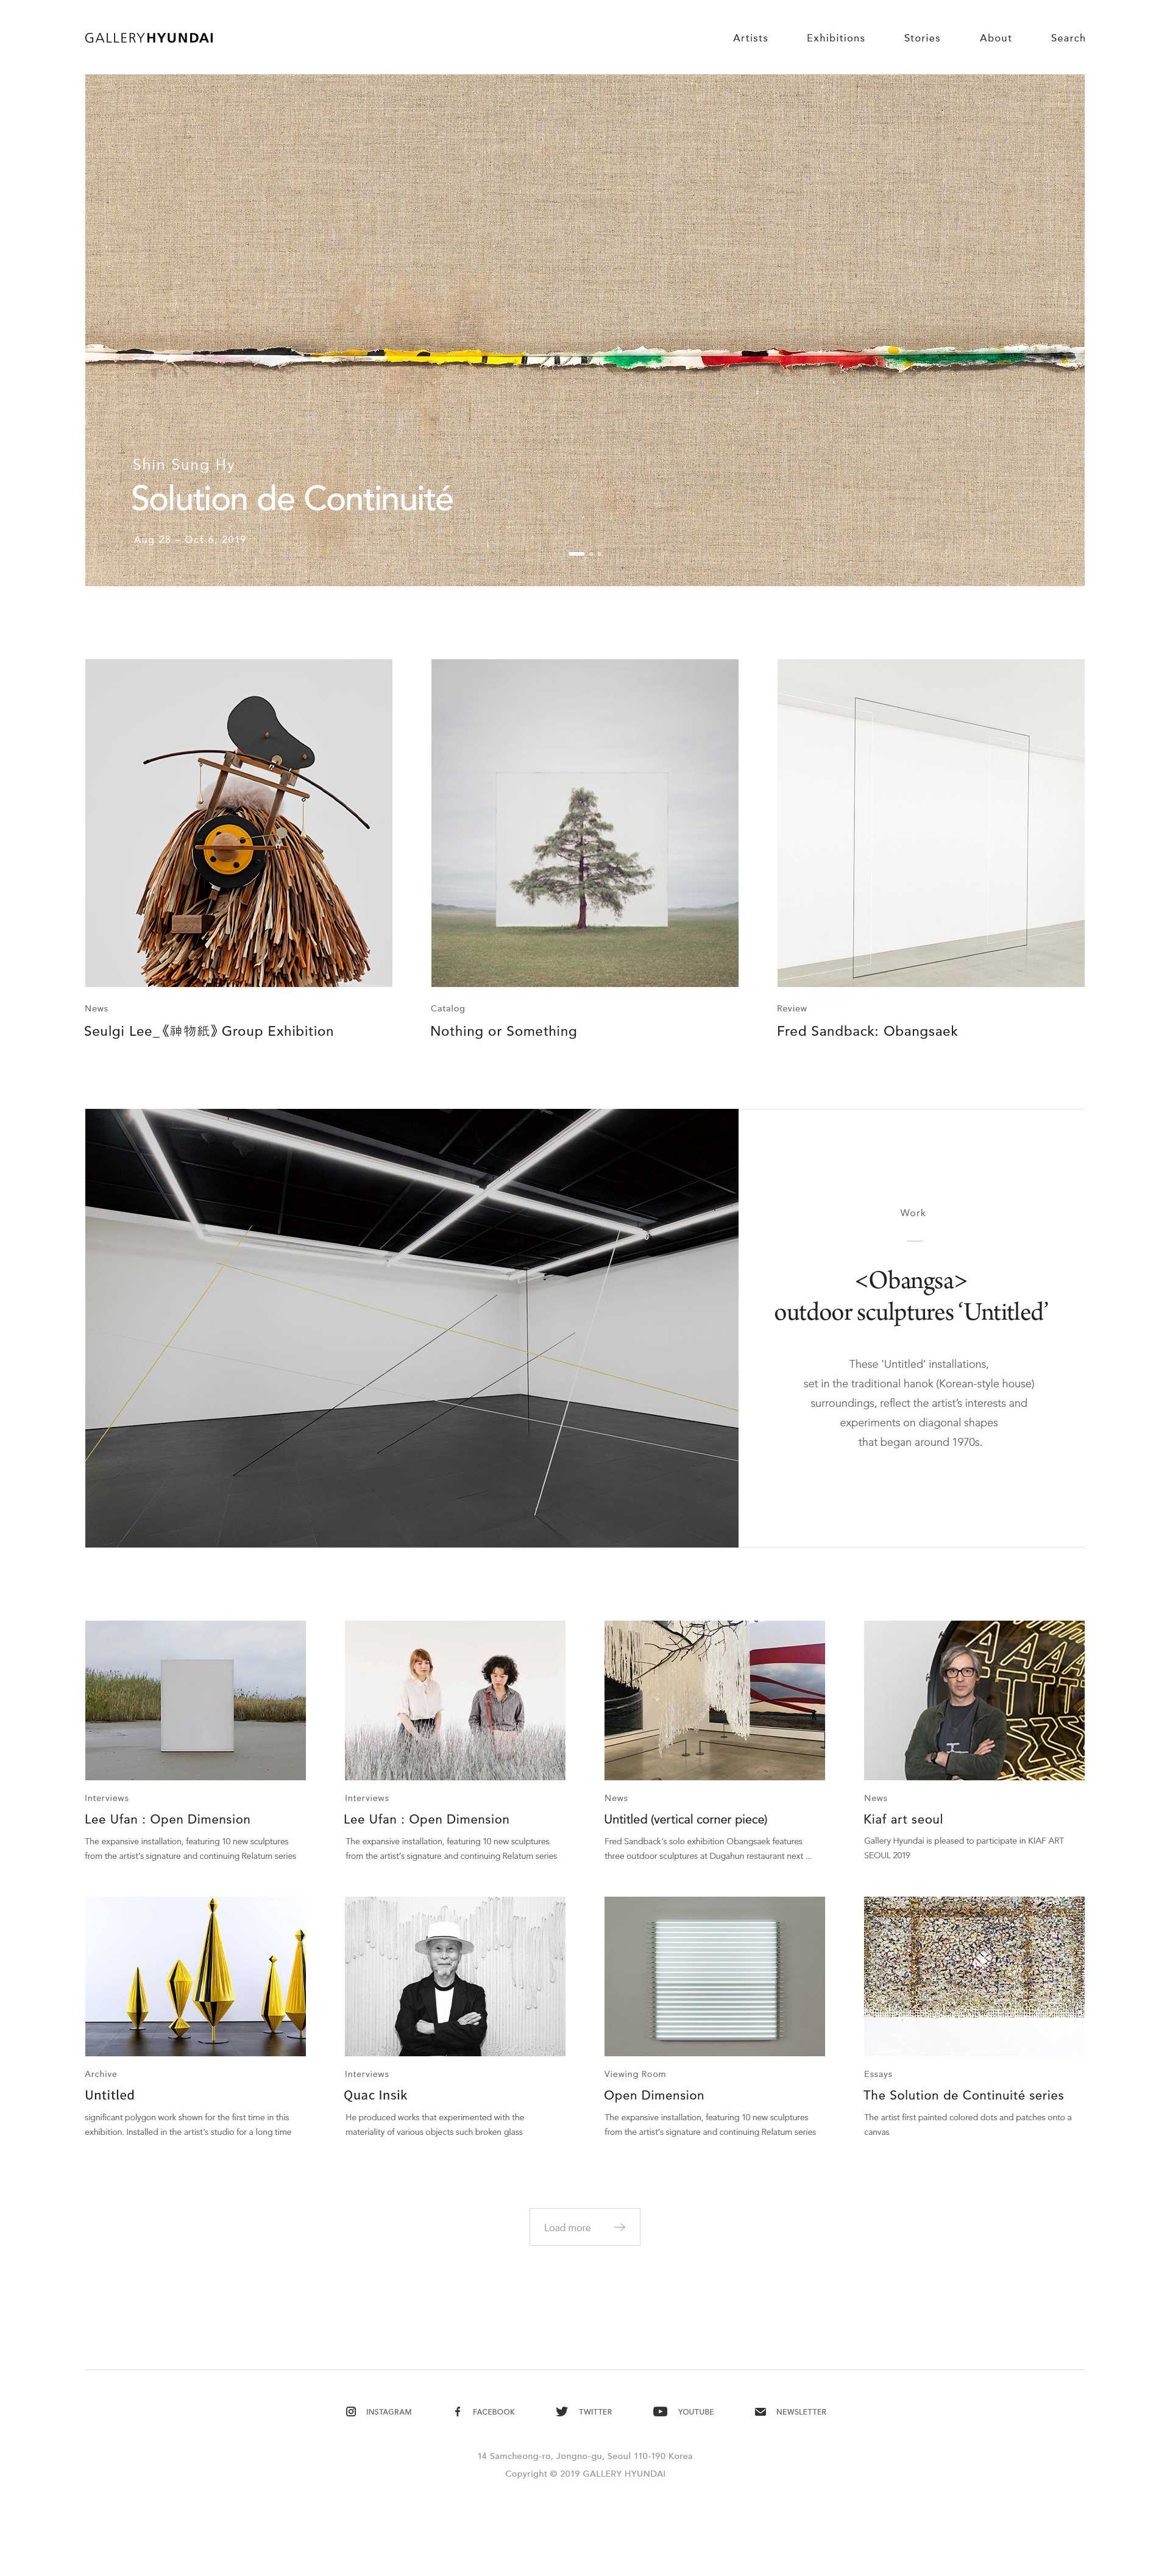 GALLERYHYUNDAI
Artists
Exhibitions
Stories
About
Search
Shin Sung Hy
Solution de Continuité
Aug 28 – Oct 6, 2019
News
Seulgi Lee_《神物紙》Group Exhibition
Catalog
Nothing or Something
Review
Fred Sandback: Obangsaek
Work
<Obangsa>
outdoor sculptures ‘Untitled’
These 'Untitled' installations,
set in the traditional hanok (Korean-style house)
surroundings, reflect the artist’s interests and
experiments on diagonal shapes
that began around 1970s.
Interviews
Lee Ufan : Open Dimension
The expansive installation, featuring 10 new sculptures
from the artist’s signature and continuing Relatum series
Interviews
Lee Ufan : Open Dimension
The expansive installation, featuring 10 new sculptures
from the artist’s signature and continuing Relatum series
News
Untitled (vertical corner piece)
Fred Sandback’s solo exhibition Obangsaek features
three outdoor sculptures at Dugahun restaurant next ...
News
Kiaf art seoul
Gallery Hyundai is pleased to participate in KIAF ART
SEOUL 2019
Archive
Untitled
significant polygon work shown for the first time in this
exhibition. Installed in the artist’s studio for a long time
Interviews
Quac Insik
He produced works that experimented with the
materiality of various objects such broken glass
Viewing Room
Open Dimension
The expansive installation, featuring 10 new sculptures
from the artist’s signature and continuing Relatum series
Essays
The Solution de Continuité series
The artist first painted colored dots and patches onto a
canvas
Load more
INSTAGRAM
FACEBOOK
TWITTER
YOUTUBE
NEWSLETTER
14 Samcheong-ro, Jongno-gu, Seoul 110-190 Korea
Copyright © 2019 GALLERY HYUNDAI